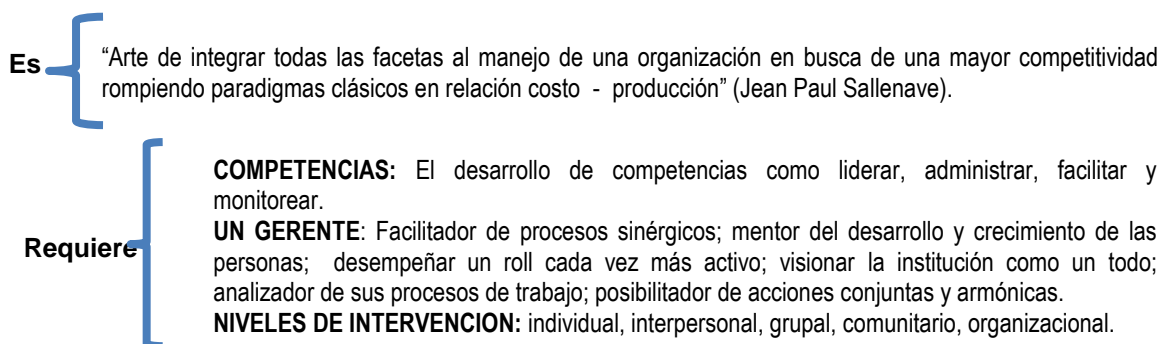 Es
“Arte de integrar todas las facetas al manejo de una organización en busca de una mayor competitividad
rompiendo paradigmas clásicos en relación costo - producción” (Jean Paul Sallenave).
Requiere
COMPETENCIAS: El desarrollo de competencias como liderar, administrar, facilitar y
monitorear.
UN GERENTE: Facilitador de procesos sinérgicos; mentor del desarrollo y crecimiento de las
personas; desempeñar un roll cada vez más activo; visionar la institución como un todo;
analizador de sus procesos de trabajo; posibilitador de acciones conjuntas y armónicas.
NIVELES DE INTERVENCION: individual, interpersonal, grupal, comunitario, organizacional.